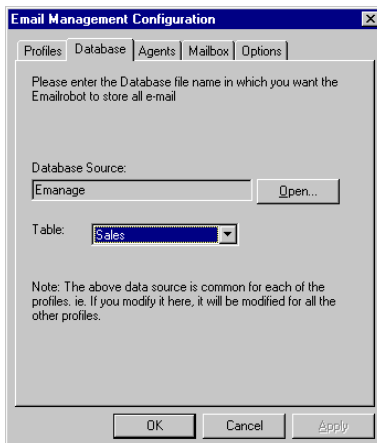 Email Management Configuration
Profiles Database Agents Mailbox Options
Please enter the Database file name in which you want the
Emailrobot to store all e-mail
Database Source:
Emanage Open...
Table: Sales
Note: The above data source is common for each of the
profiles. ie. If you modify it here, it will be modified for all the
other profiles.
OK Cancel Apply